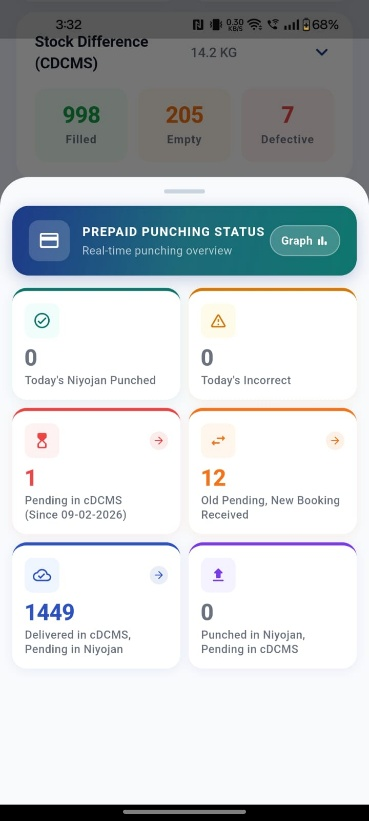 3:32
0.30
KB/S
68%
Stock Difference
(CDCMS)
14.2 KG
998
205
7
Filled
Empty
Defective
PREPAID PUNCHING STATUS
Real-time punching overview
Graph
0
Today's Niyojan Punched
0
Today's Incorrect
1
Pending in cDCMS
(Since 09-02-2026)
12
Old Pending, New Booking
Received
1449
Delivered in cDCMS,
Pending in Niyojan
0
Punched in Niyojan,
Pending in cDCMS